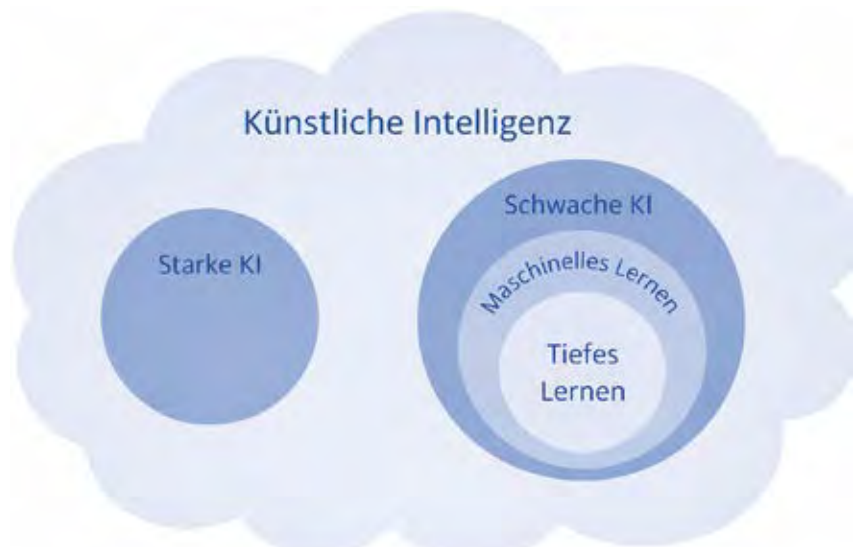 Künstliche Intelligenz
Starke KI
Schwache KI
Maschinelles Lernen
Tiefes
Lernen